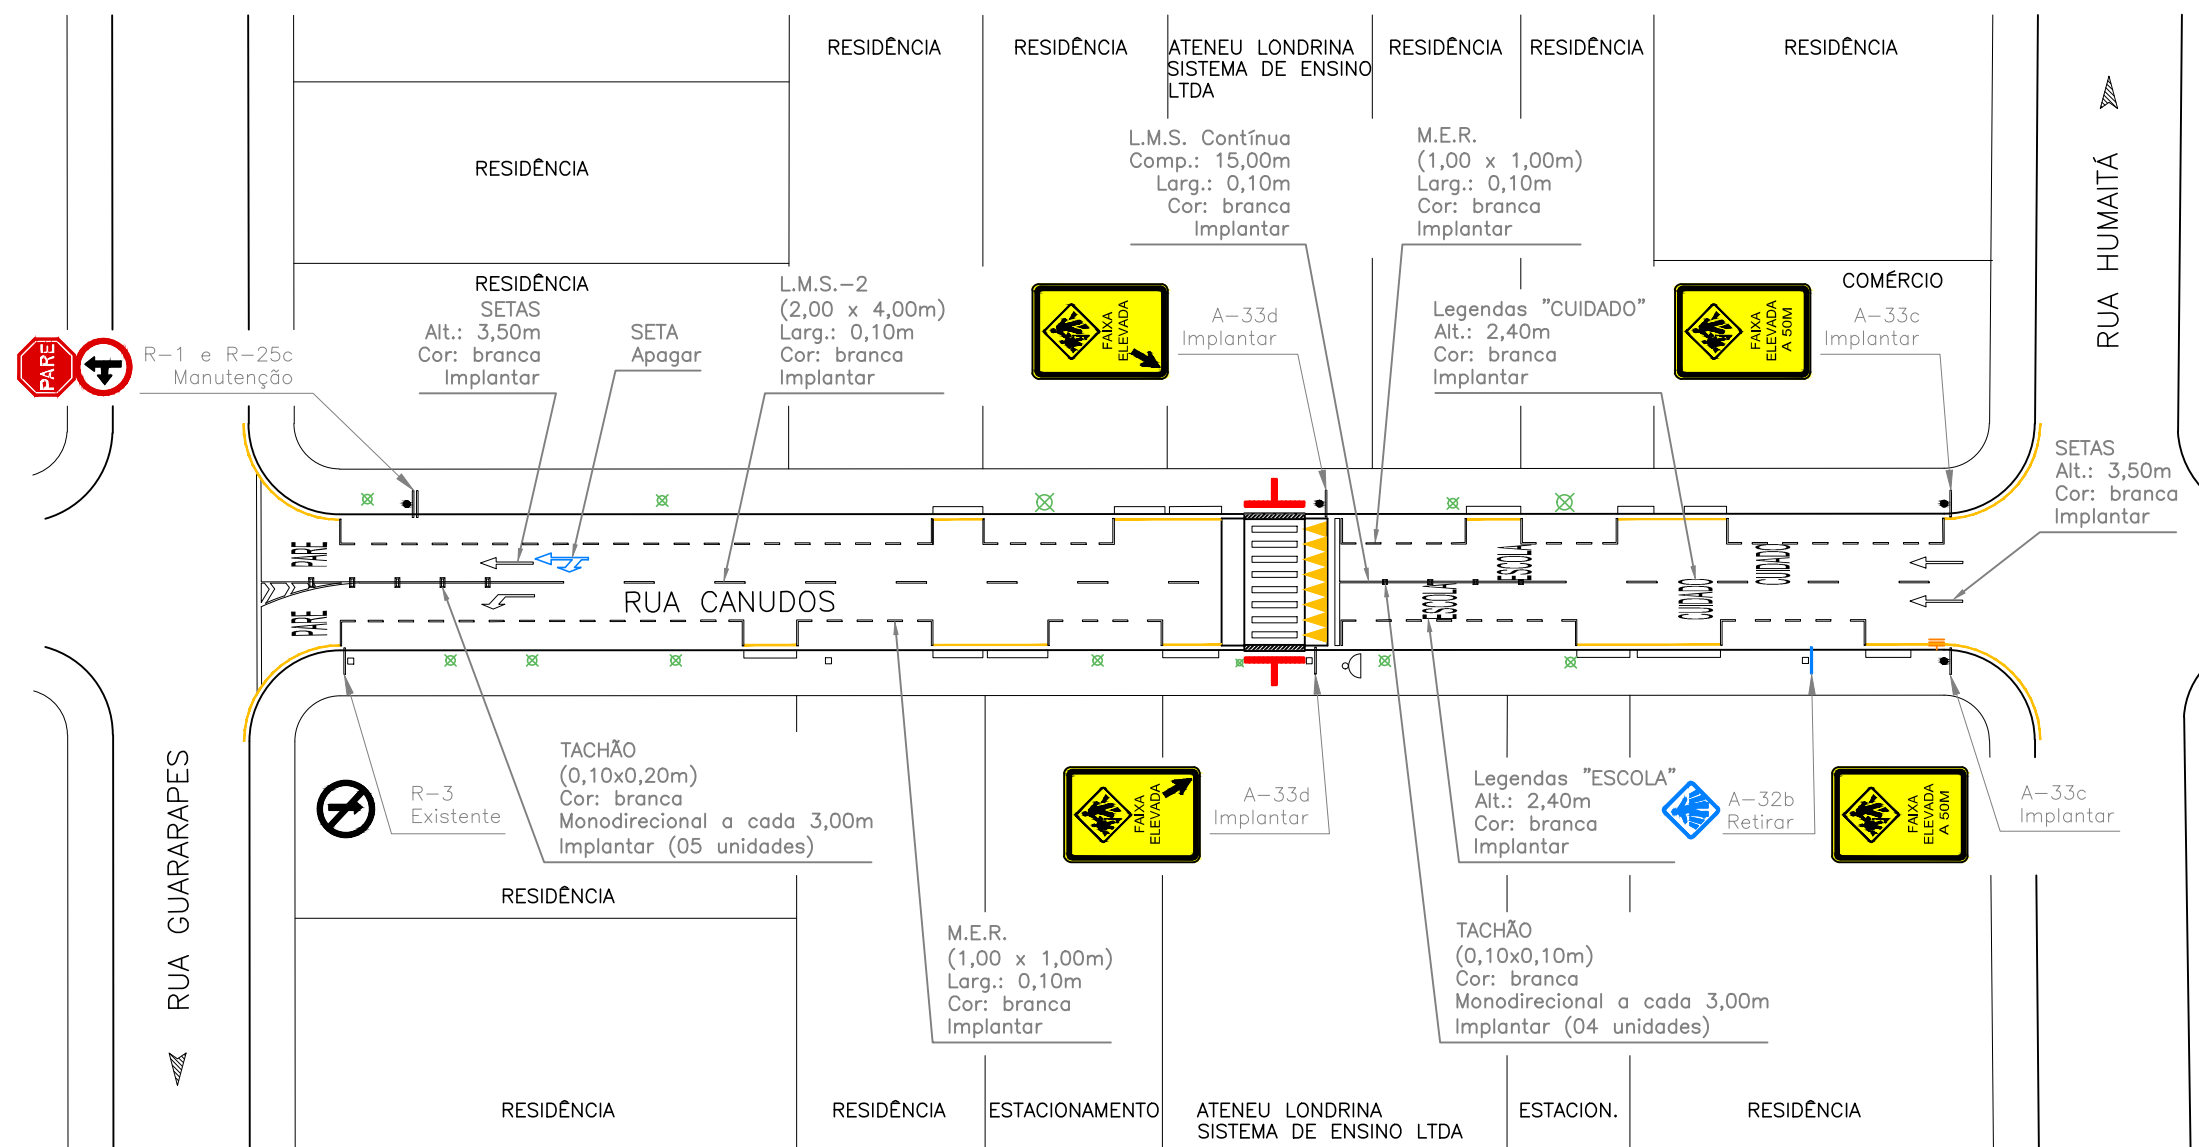 RESIDÊNCIA
RESIDÊNCIA
ATENEU LONDRINA
SISTEMA DE ENSINO
LTDA
RESIDÊNCIA
RESIDÊNCIA
RESIDÊNCIA
RESIDÊNCIA
L.M.S. Contínua
Comp.: 15,00m
Larg.: 0,10m
Cor: branca
Implantar
M.E.R.
(1,00 x 1,00m)
Larg.: 0,10m
Cor: branca
Implantar
RUA HUMAITÁ
RESIDÊNCIA
SETAS
Alt.: 3,50m
Cor: branca
Implantar
SETA
Apagar
L.M.S.-2
(2,00 x 4,00m)
Larg.: 0,10m
Cor: branca
Implantar
FAIXA
ELEVADA
A-33d
Implantar
Legendas "CUIDADO"
Alt.: 2,40m
Cor: branca
Implantar
FAIXA
ELEVADA
A 50M
COMÉRCIO
A-33c
Implantar
PARE
R-1 e R-25c
Manutenção
SETAS
Alt.: 3,50m
Cor: branca
Implantar
PARE
PARE
RUA CANUDOS
ESCOLA
ESCOLA
CUIDADO
CUIDADO
RUA GUARARAPES
R-3
Existente
TACHÃO
(0,10x0,20m)
Cor: branca
Monodirecional a cada 3,00m
Implantar (05 unidades)
FAIXA
ELEVADA
A-33d
Implantar
Legendas "ESCOLA"
Alt.: 2,40m
Cor: branca
Implantar
A-32b
Retirar
FAIXA
ELEVADA
A 50M
A-33c
Implantar
RESIDÊNCIA
M.E.R.
(1,00 x 1,00m)
Larg.: 0,10m
Cor: branca
Implantar
TACHÃO
(0,10x0,10m)
Cor: branca
Monodirecional a cada 3,00m
Implantar (04 unidades)
RESIDÊNCIA
RESIDÊNCIA
ESTACIONAMENTO
ATENEU LONDRINA
SISTEMA DE ENSINO LTDA
ESTACION.
RESIDÊNCIA